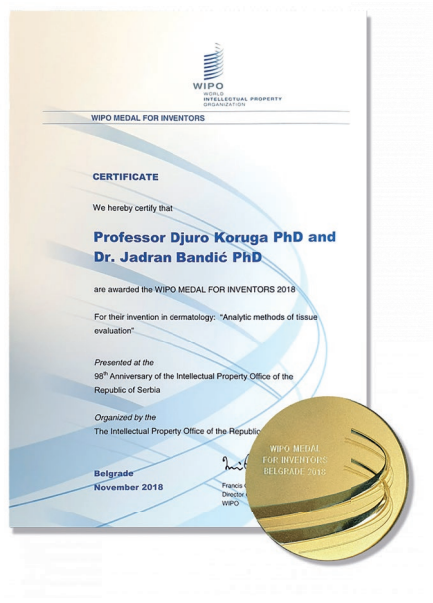 WIPO
WORLD
INTELLECTUAL PROPERTY
ORGANIZATION
WIPO MEDAL FOR INVENTORS
CERTIFICATE
We hereby certify that
Professor Djuro Koruga PhD and
Dr. Jadran Bandić PhD
are awarded the WIPO MEDAL FOR INVENTORS 2018
For their invention in dermatology: "Analytic methods of tissue
evaluation"
Presented at the
98th Anniversary of the Intellectual Property Office of the
Republic of Serbia
Organized by the
The Intellectual Property Office of the Republic
Belgrade
November 2018
Francis
Director
WIPO
WIPO MEDAL
FOR INVENTORS
BELGRADE 2018